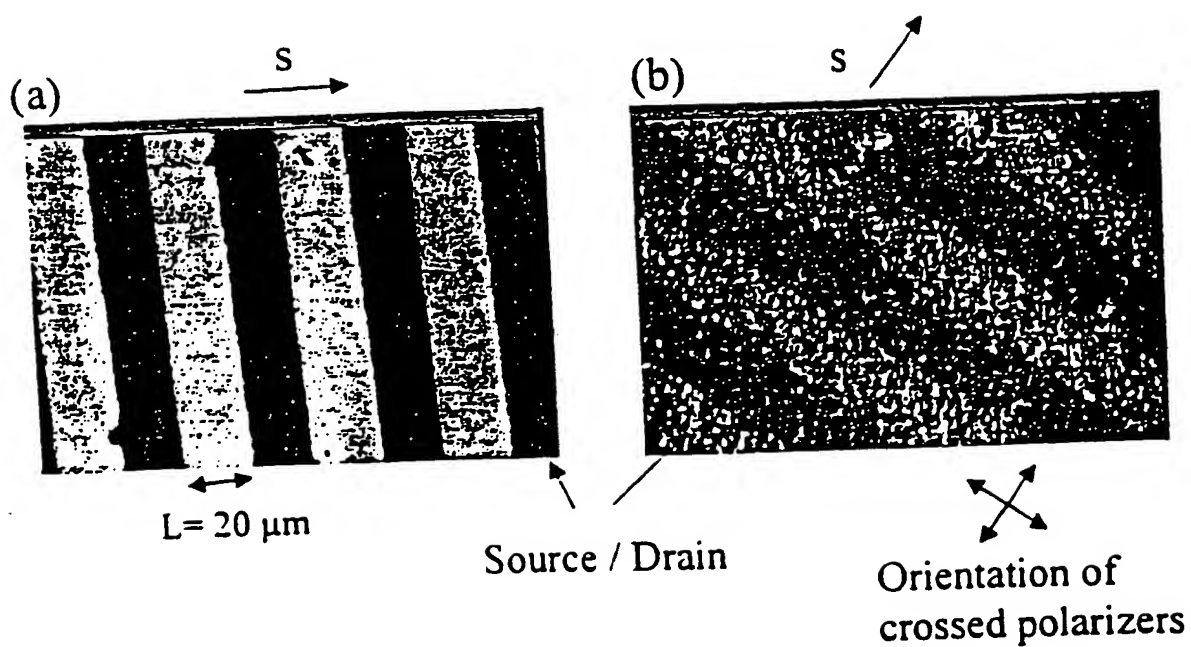 (a)
S
(b)
S
L= 20 µm
Source / Drain
Orientation of
crossed polarizers